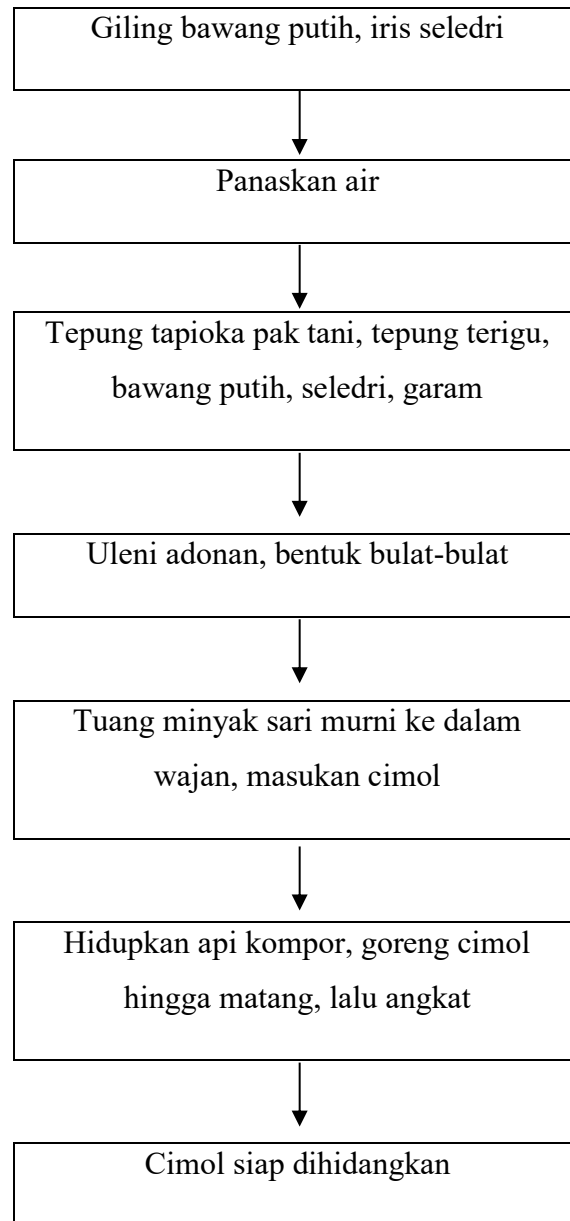 Giling bawang putih, iris seledri
Panaskan air
Tepung tapioka pak tani, tepung terigu,
bawang putih, seledri, garam
Uleni adonan, bentuk bulat-bulat
Tuang minyak sari murni ke dalam
wajan, masukan cimol
Hidupkan api kompor, goreng cimol
hingga matang, lalu angkat
Cimol siap dihidangkan